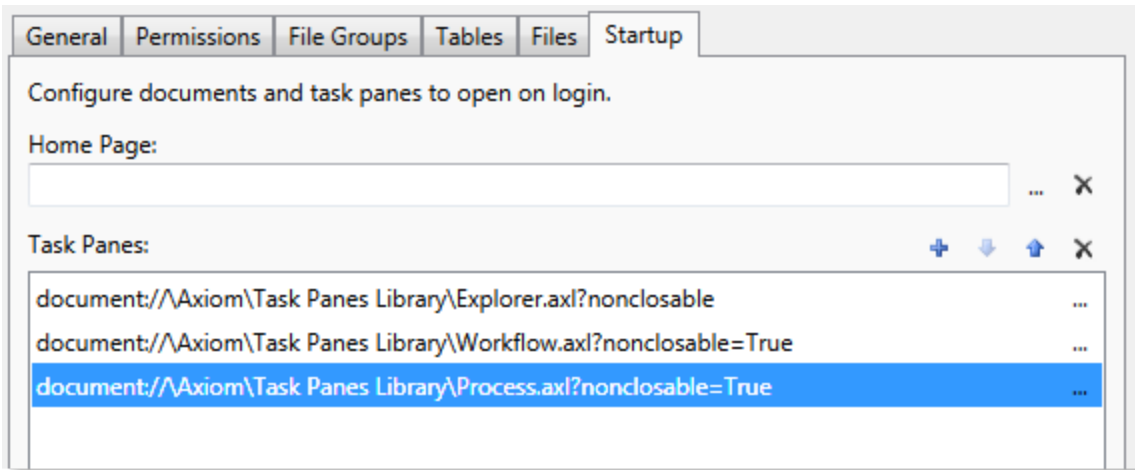 General Permissions File Groups Tables Files Startup
Configure documents and task panes to open on login.
Home Page:
...
Task Panes:
document://\Axiom\Task Panes Library\Explorer.axl?nonclosable ...
document://\Axiom\Task Panes Library\Workflow.axl?nonclosable=True ...
document://\Axiom\Task Panes Library\Process.axl?nonclosable=True ...